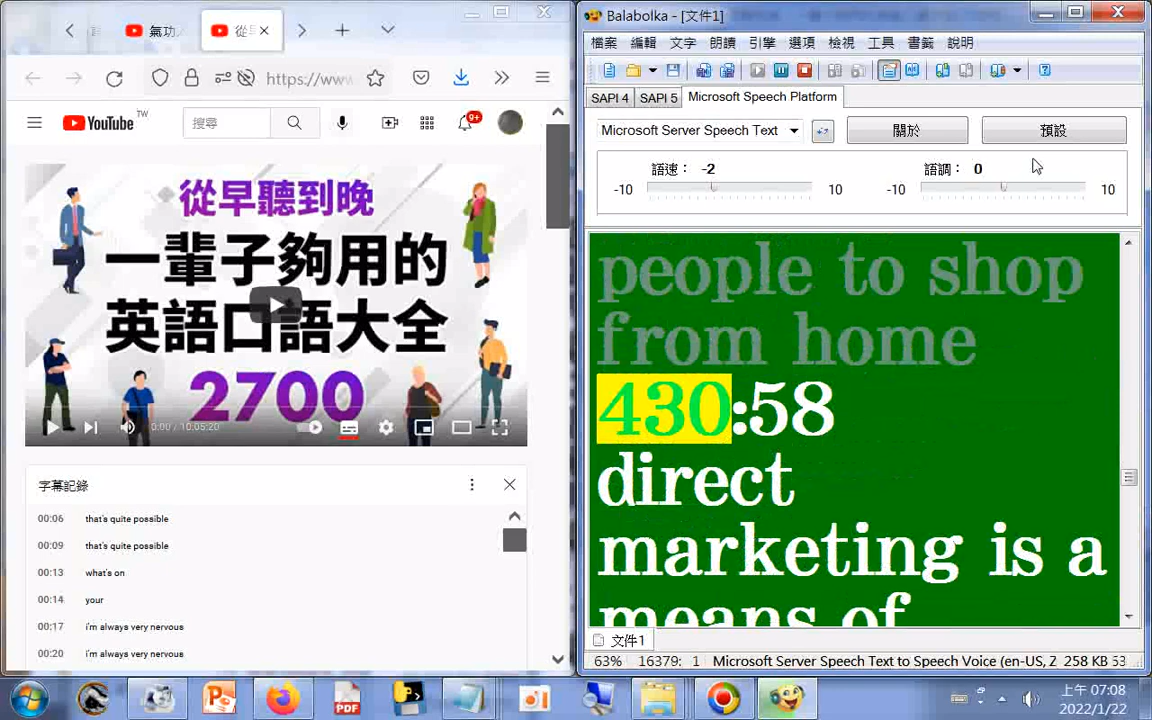 氣功
從
https://www
YouTube TW
搜尋
9+
從早聽到晚
一輩子夠用的
英語口語大全
2700
0:00 / 10:05:20
字幕記錄
00:06 that's quite possible
00:09 that's quite possible
00:13 what's on
00:14 your
00:17 i'm always very nervous
00:20 i'm always very nervous
Balabolka - [文件1]
檔案 編輯 文字 朗讀 引擎 選項 檢視 工具 書籤 說明
SAPI 4 SAPI 5 Microsoft Speech Platform
Microsoft Server Speech Text 關於 預設
語速： -2 語調： 0
-10 10 -10 10
people to shop
from home
430:58
direct
marketing is a
means of
文件1
63% 16379: 1 Microsoft Server Speech Text to Speech Voice (en-US, Z 258 KB 53
上午 07:08
2022/1/22